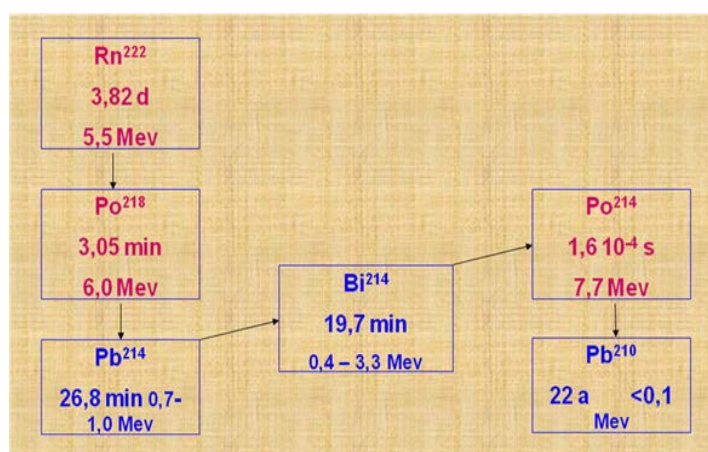 Rn²²²
3,82 d
5,5 Mev
Po²¹⁸
3,05 min
6,0 Mev
Pb²¹⁴
26,8 min 0,7-
1,0 Mev
Bi²¹⁴
19,7 min
0,4 – 3,3 Mev
Po²¹⁴
1,6 10⁻⁴ s
7,7 Mev
Pb²¹⁰
22 a <0,1
Mev